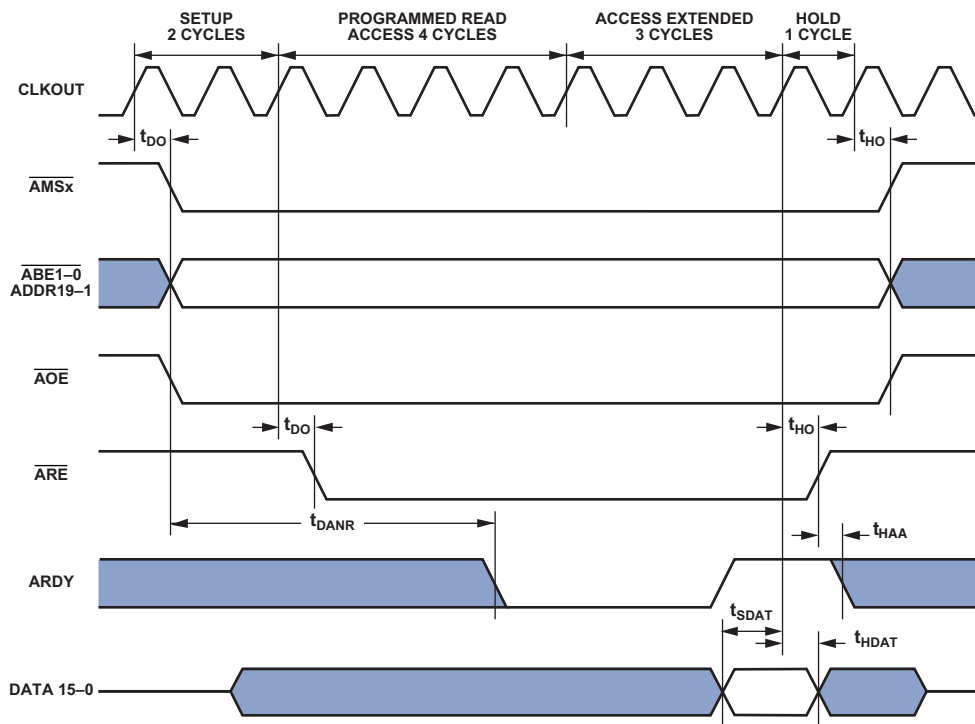 SETUP
2 CYCLES
PROGRAMMED READ
ACCESS 4 CYCLES
ACCESS EXTENDED
3 CYCLES
HOLD
1 CYCLE
CLKOUT
tDO
tHO
AMSx
ABE1–0
ADDR19–1
AOE
tDO
tHO
ARE
tDANR
tHAA
ARDY
tSDAT
tHDAT
DATA 15–0